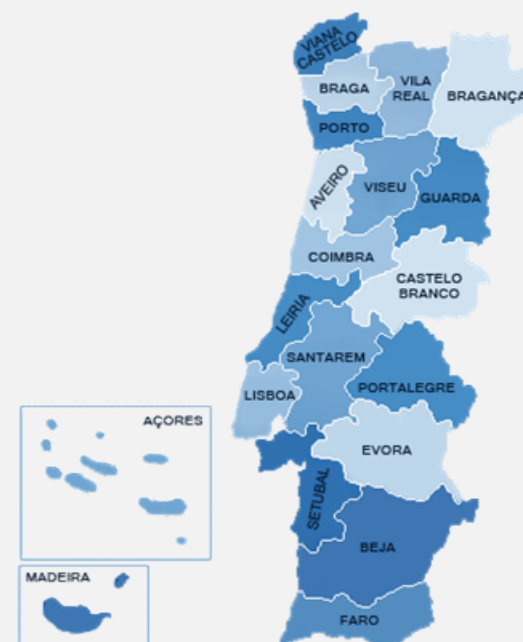 VIANA
CASTELO
BRAGA
VILA
REAL
BRAGANÇA
PORTO
AVEIRO
VISEU
GUARDA
COIMBRA
CASTELO
BRANCO
LEIRIA
SANTAREM
LISBOA
PORTALEGRE
AÇORES
EVORA
SETUBAL
BEJA
MADEIRA
FARO